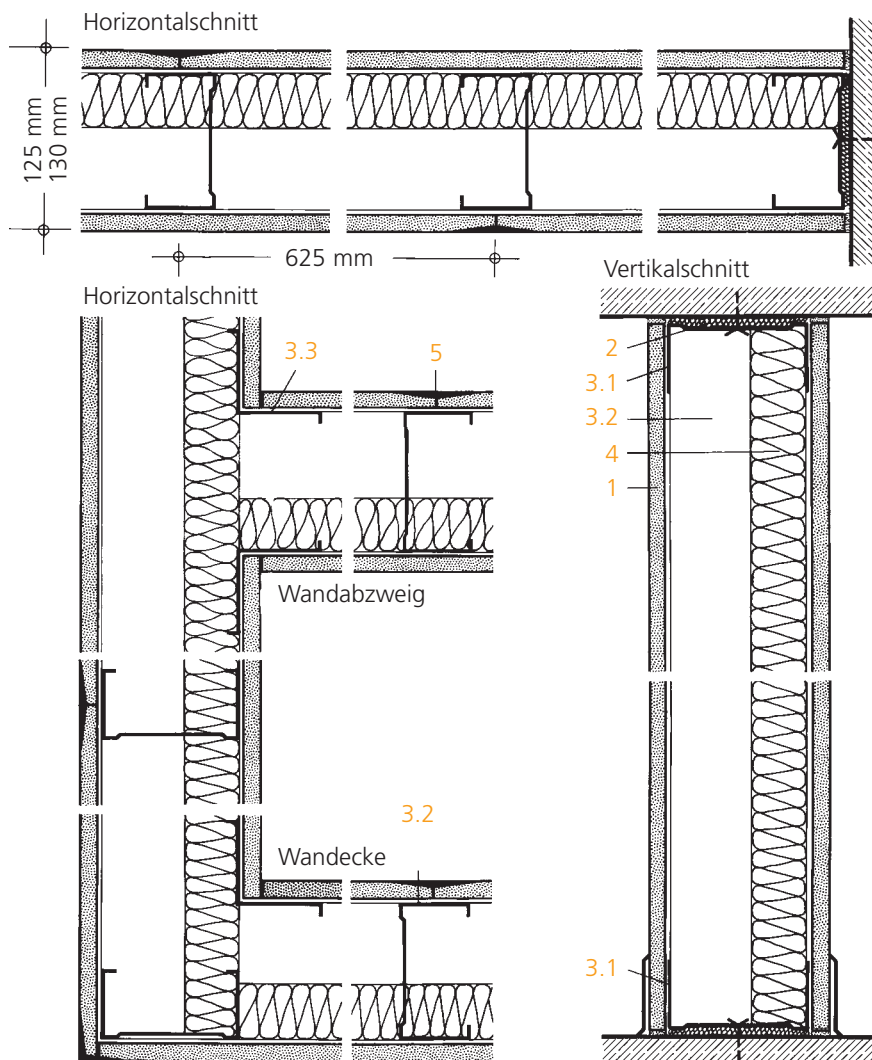 Horizontalschnitt
125 mm
130 mm
625 mm
Horizontalschnitt
Vertikalschnitt
3.3
5
2
3.1
3.2
4
1
Wandabzweig
3.2
Wandecke
3.1